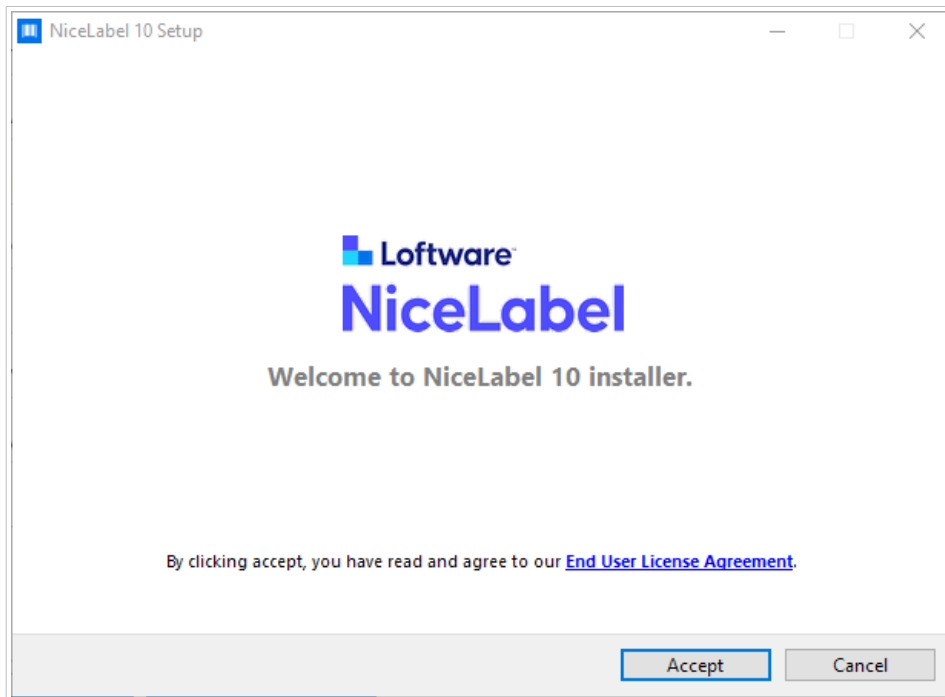 NiceLabel 10 Setup
Loftware™
NiceLabel
Welcome to NiceLabel 10 installer.
By clicking accept, you have read and agree to our End User License Agreement.
Accept Cancel